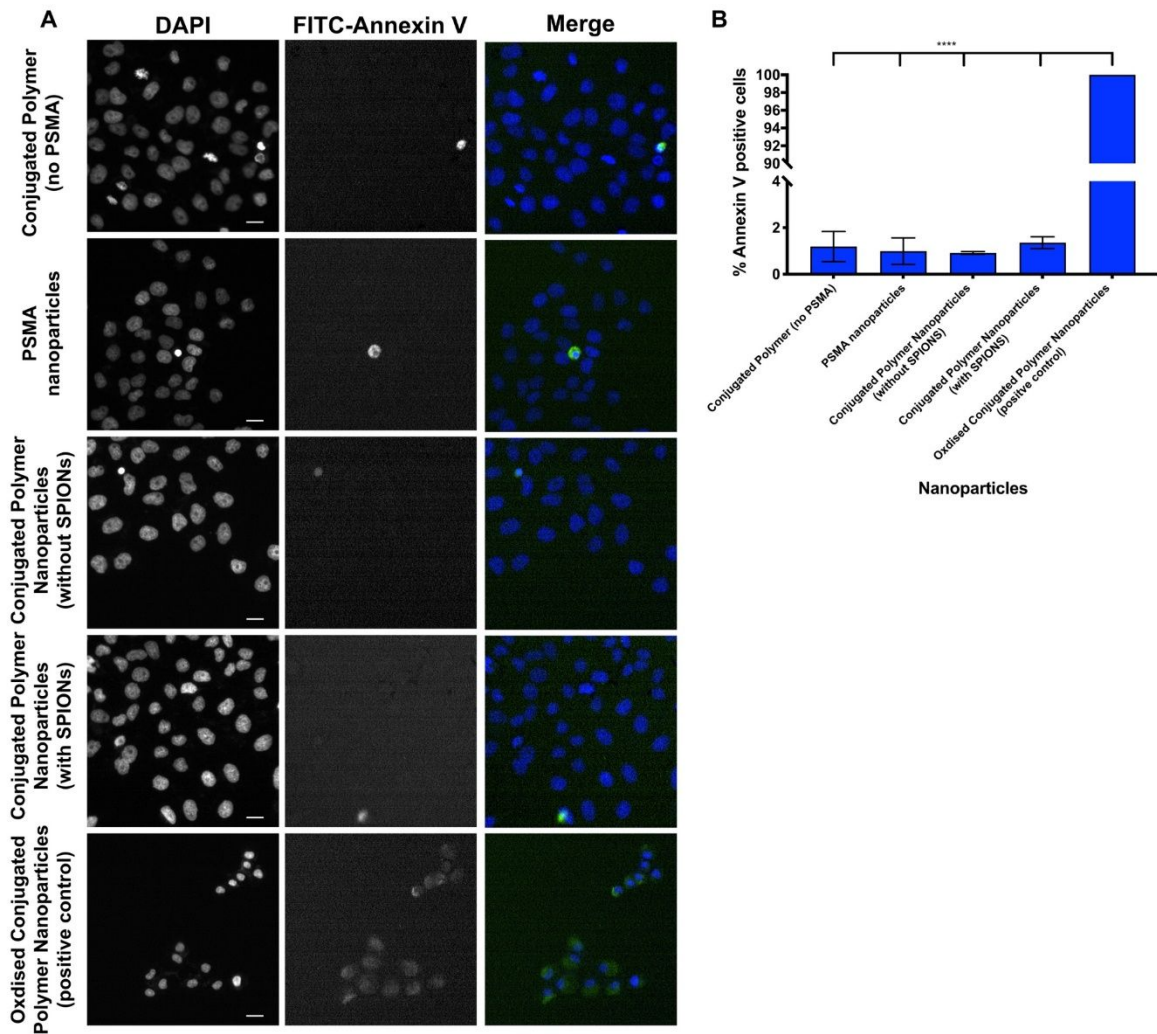 A
DAPI
FITC-Annexin V
Merge
Conjugated Polymer
(no PSMA)
PSMA
nanoparticles
Conjugated Polymer
Nanoparticles
(without SPIONs)
Conjugated Polymer
Nanoparticles
(with SPIONs)
Oxdised Conjugated
Polymer Nanoparticles
(positive control)
B
****
% Annexin V positive cells
100
98
96
94
92
90
4
2
0
Conjugated Polymer (no PSMA)
PSMA nanoparticles
Conjugated Polymer Nanoparticles
(without SPIONS)
Conjugated Polymer Nanoparticles
(with SPIONS)
Oxdised Conjugated Polymer Nanoparticles
(positve control)
Nanoparticles